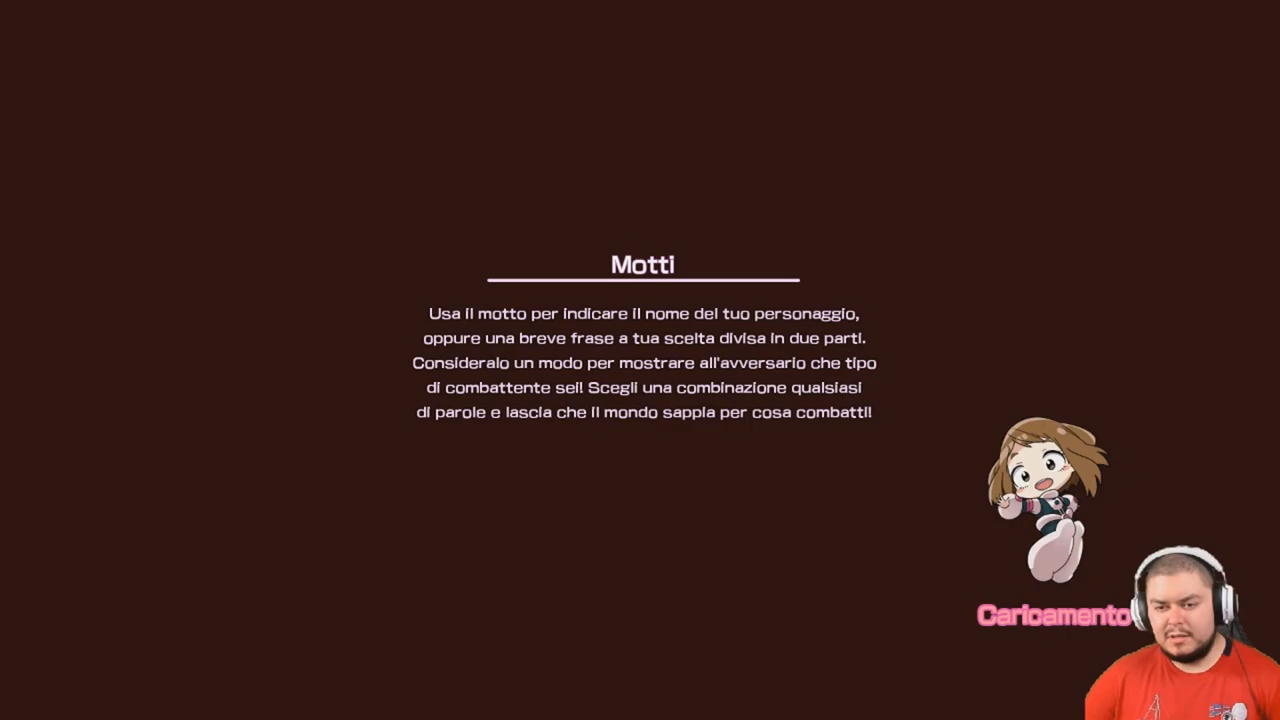 Motti
Usa il motto per indicare il nome del tuo personaggio,
oppure una breve frase a tua scelta divisa in due parti.
Consideralo un modo per mostrare all'avversario che tipo
di combattente sei! Scegli una combinazione qualsiasi
di parole e lascia che il mondo sappia per cosa combatti!
Caricamento